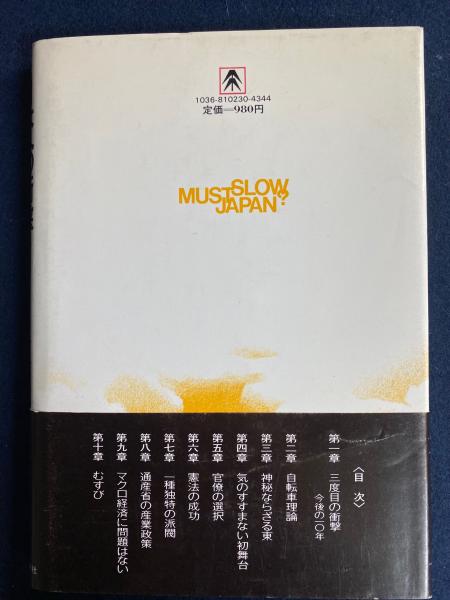 1036-810230-4344
定価—980円
MUST SLOW
JAPAN?
〈目次〉
第一章 三度目の衝撃
今後の一〇年
第二章 自転車理論
第三章 神秘ならざる東
第四章 気のすすまない初舞台
第五章 官僚の選択
第六章 憲法の成功
第七章 一種独特の派閥
第八章 通産省の産業政策
第九章 マクロ経済に問題はない
第十章 むすび